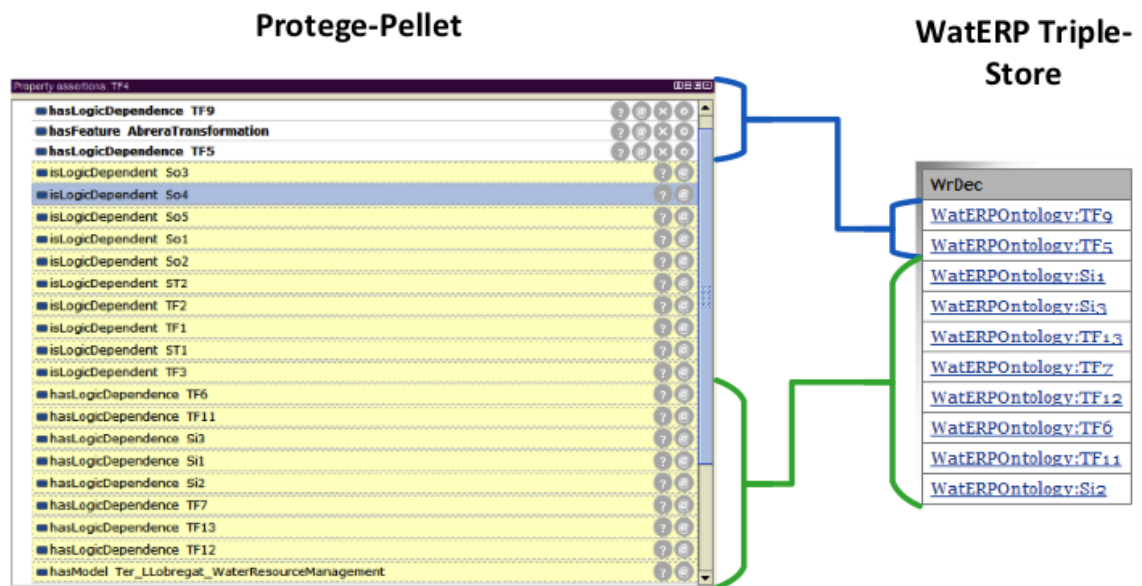 Protege-Pellet
WatERP Triple-
Store
Property assertions TF4
hasLogicDependence TF9
hasFeature AbreraTransformation
hasLogicDependence TF5
isLogicDependent So3
isLogicDependent So4
isLogicDependent So5
isLogicDependent So1
isLogicDependent So2
isLogicDependent ST2
isLogicDependent TF2
isLogicDependent TF1
isLogicDependent ST1
isLogicDependent TF3
hasLogicDependence TF6
hasLogicDependence TF11
hasLogicDependence Si3
hasLogicDependence Si1
hasLogicDependence Si2
hasLogicDependence TF7
hasLogicDependence TF13
hasLogicDependence TF12
hasModel Ter_LLobregat_WaterResourceManagement
WrDec
WatERPOntology:TF9
WatERPOntology:TF5
WatERPOntology:Si1
WatERPOntology:Si3
WatERPOntology:TF13
WatERPOntology:TF7
WatERPOntology:TF12
WatERPOntology:TF6
WatERPOntology:TF11
WatERPOntology:Si2